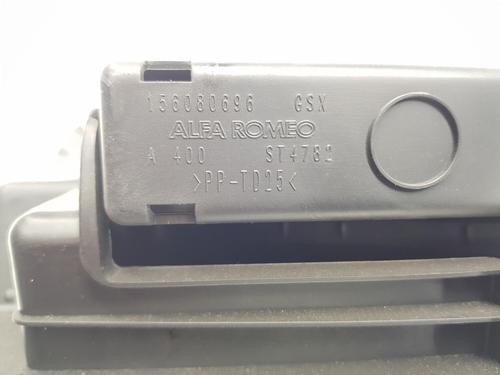 156080696 GSX
ALFA ROMEO
A 400 ST4782
>PP-TD25<